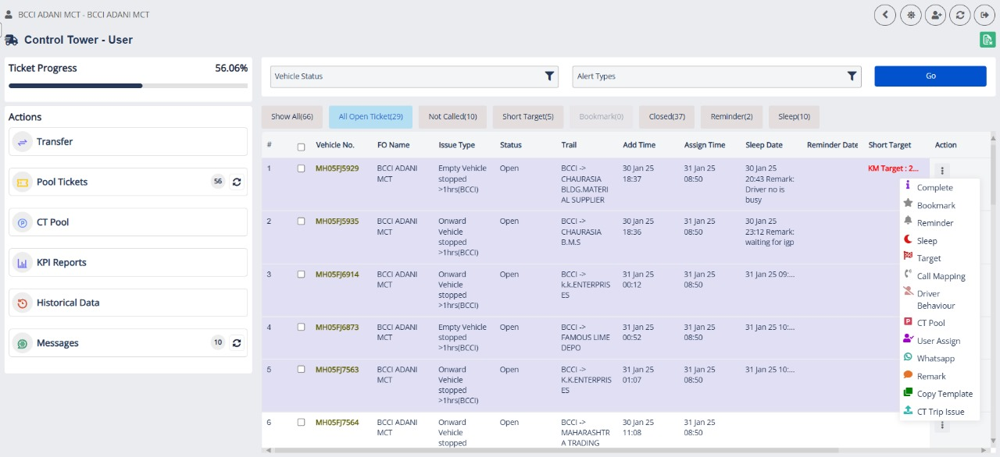 BCCI ADANI MCT - BCCI ADANI MCT
Control Tower - User
Ticket Progress 56.06%
Actions
Transfer
Pool Tickets 56
CT Pool
KPI Reports
Historical Data
Messages 10
Vehicle Status Alert Types Go
Show All(66) All Open Ticket(29) Not Called(10) Short Target(5) Bookmark(0) Closed(37) Reminder(2) Sleep(10)
# Vehicle No. FO Name Issue Type Status Trail Add Time Assign Time Sleep Date Reminder Date Short Target Action
1 MH05FJ5929 BCCI ADANI Empty Vehicle Open BCCI -> 30 Jan 25 31 Jan 25 30 Jan 25 KM Target : 2...
MCT stopped CHAURASIA 18:37 08:50 20:43 Remark:
>1hrs(BCCI) BLDG.MATERI Driver no is
AL SUPPLIER busy
2 MH05FJ5935 BCCI ADANI Onward Open BCCI -> 30 Jan 25 31 Jan 25 30 Jan 25
MCT Vehicle CHAURASIA 18:36 08:50 23:12 Remark:
stopped B.M.S waiting for igp
>1hrs(BCCI)
3 MH05FJ6914 BCCI ADANI Onward Open BCCI -> 31 Jan 25 31 Jan 25 31 Jan 25 09:...
MCT Vehicle k.k.ENTERPRIS 00:12 08:50
stopped ES
>1hrs(BCCI)
4 MH05FJ6873 BCCI ADANI Empty Vehicle Open BCCI -> 31 Jan 25 31 Jan 25 31 Jan 25 10:...
MCT stopped FAMOUS LIME 00:52 08:50
>1hrs(BCCI) DEPO
5 MH05FJ7563 BCCI ADANI Onward Open BCCI -> 31 Jan 25 31 Jan 25 31 Jan 25 10:...
MCT Vehicle K.K.ENTERPRIS 01:07 08:50
stopped ES
>1hrs(BCCI)
6 MH05FJ7564 BCCI ADANI Onward Open BCCI -> 31 Jan 25 31 Jan 25
MCT Vehicle MAHARASHTR 11:08 08:50
stopped A TRADING
Complete
Bookmark
Reminder
Sleep
Target
Call Mapping
Driver
Behaviour
CT Pool
User Assign
Whatsapp
Remark
Copy Template
CT Trip Issue